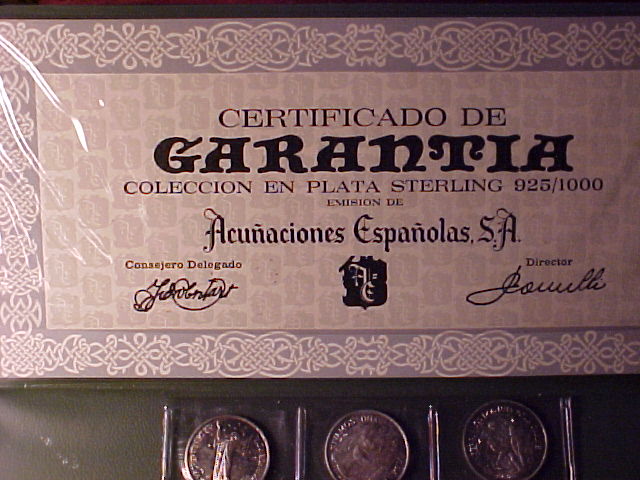 CERTIFICADO DE
GARANTIA
COLECCION EN PLATA STERLING 925/1000
EMISION DE
Acuñaciones Españolas, S.A.
Consejero Delegado
Director
A E